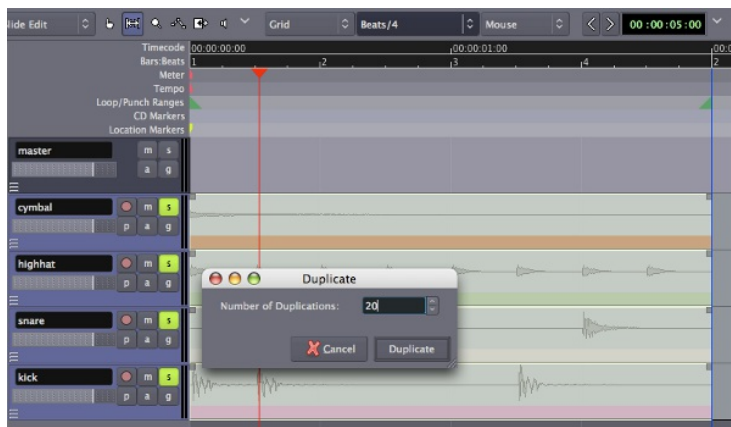 lide Edit Grid Beats/4 Mouse < > 00:00:05:00
Timecode 00:00:00:00 00:00:01:00 00:0
Bars:Beats 1 2 3 4 2
Meter
Tempo
Loop/Punch Ranges
CD Markers
Location Markers
master m s
a g
cymbal m s
p a g
highhat m s
p a g
Duplicate
Number of Duplications: 20
snare m s
p a g
Cancel Duplicate
kick m s
p a g